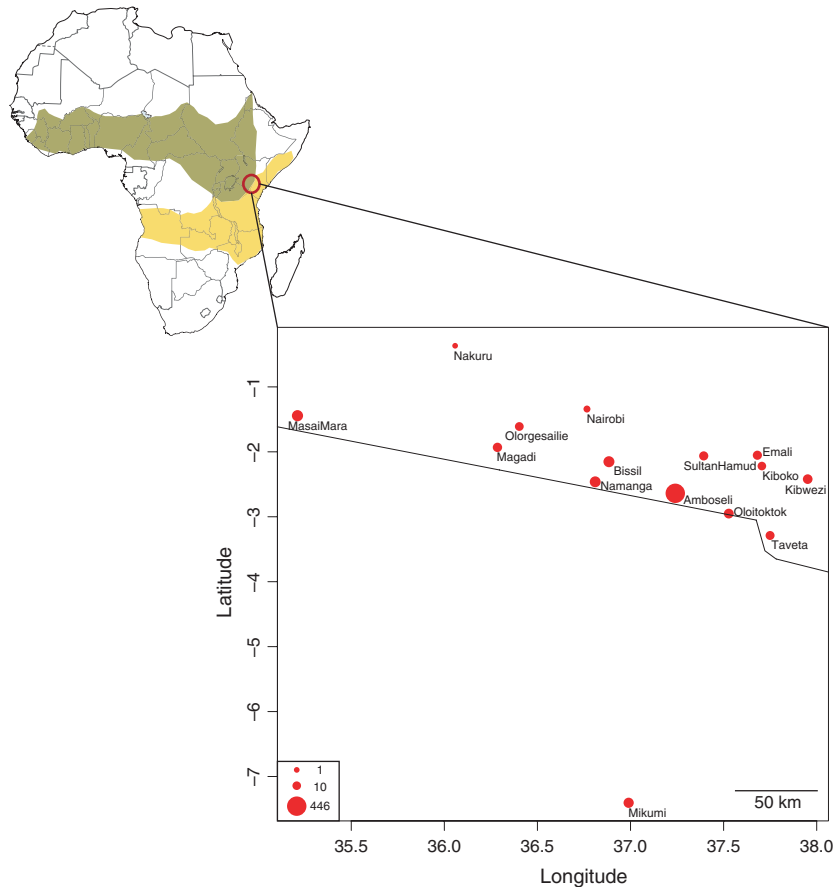 Nakuru
−1
Nairobi
MasaiMara
Olorgesailie
Emali
−2
Magadi
SultanHamud
Bissil
Kiboko
Namanga
Kibwezi
Amboseli
−3
Oloitoktok
Taveta
−4
Latitude
−5
−6
−7
1
10
446
50 km
Mikumi
35.5
36.0
36.5
37.0
37.5
38.0
Longitude